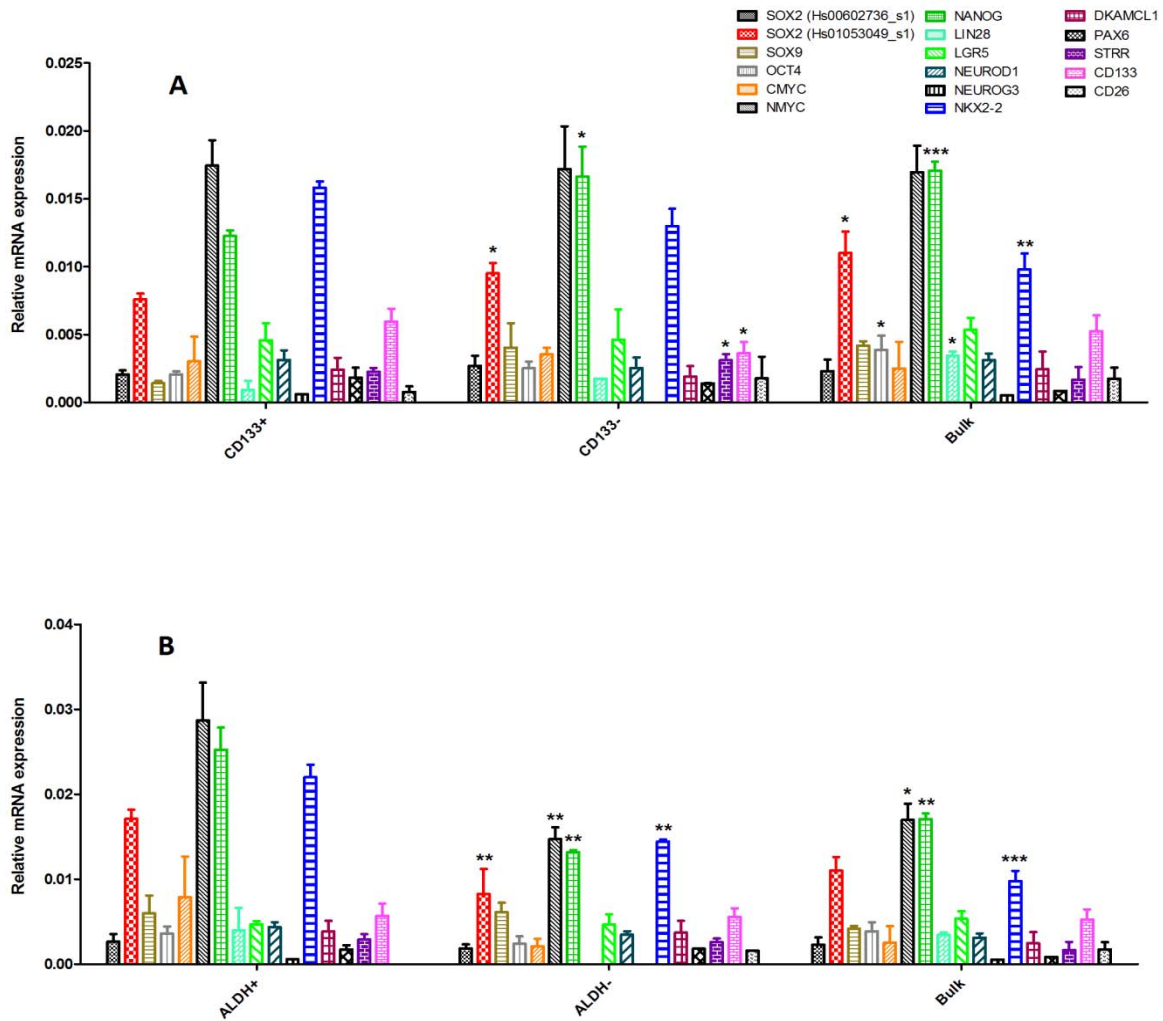 SOX2 (Hs00602736_s1)
SOX2 (Hs01053049_s1)
SOX9
OCT4
CMYC
NMYC
NANOG
LIN28
LGR5
NEUROD1
NEUROG3
NKX2-2
DKAMCL1
PAX6
STRR
CD133
CD26
A
Relative mRNA expression
0.025
0.020
0.015
0.010
0.005
0.000
* * * *
*
* *** * * **
CD133+
CD133-
Bulk
B
Relative mRNA expression
0.04
0.03
0.02
0.01
0.00
** ** ** **
* ** ***
ALDH+
ALDH-
Bulk